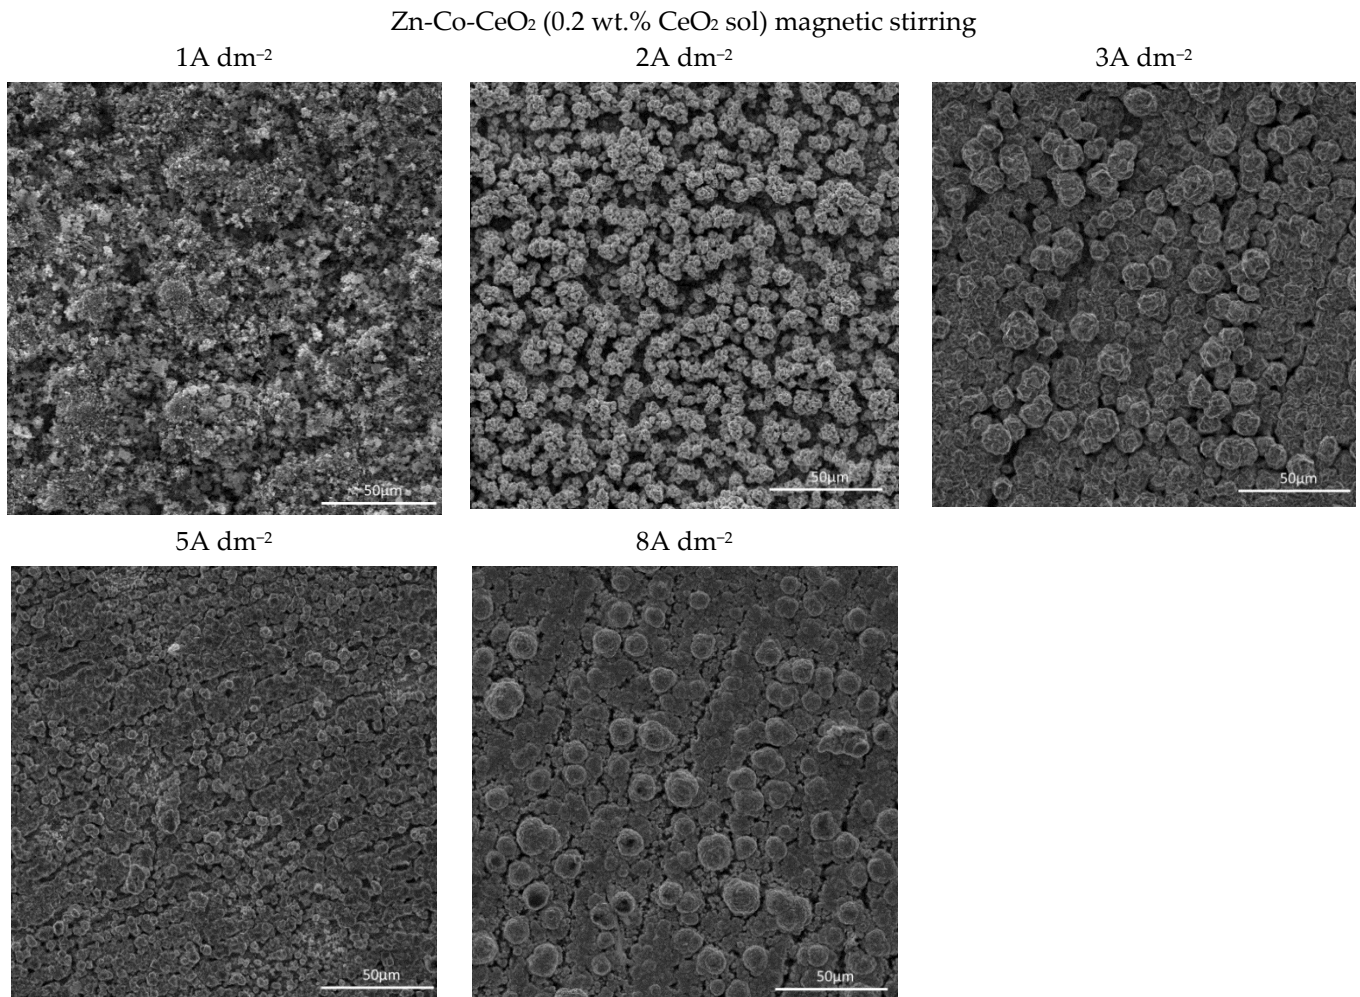 Zn-Co-CeO₂ (0.2 wt.% CeO₂ sol) magnetic stirring
1A dm⁻²
2A dm⁻²
3A dm⁻²
50µm
50µm
50µm
5A dm⁻²
8A dm⁻²
50µm
50µm